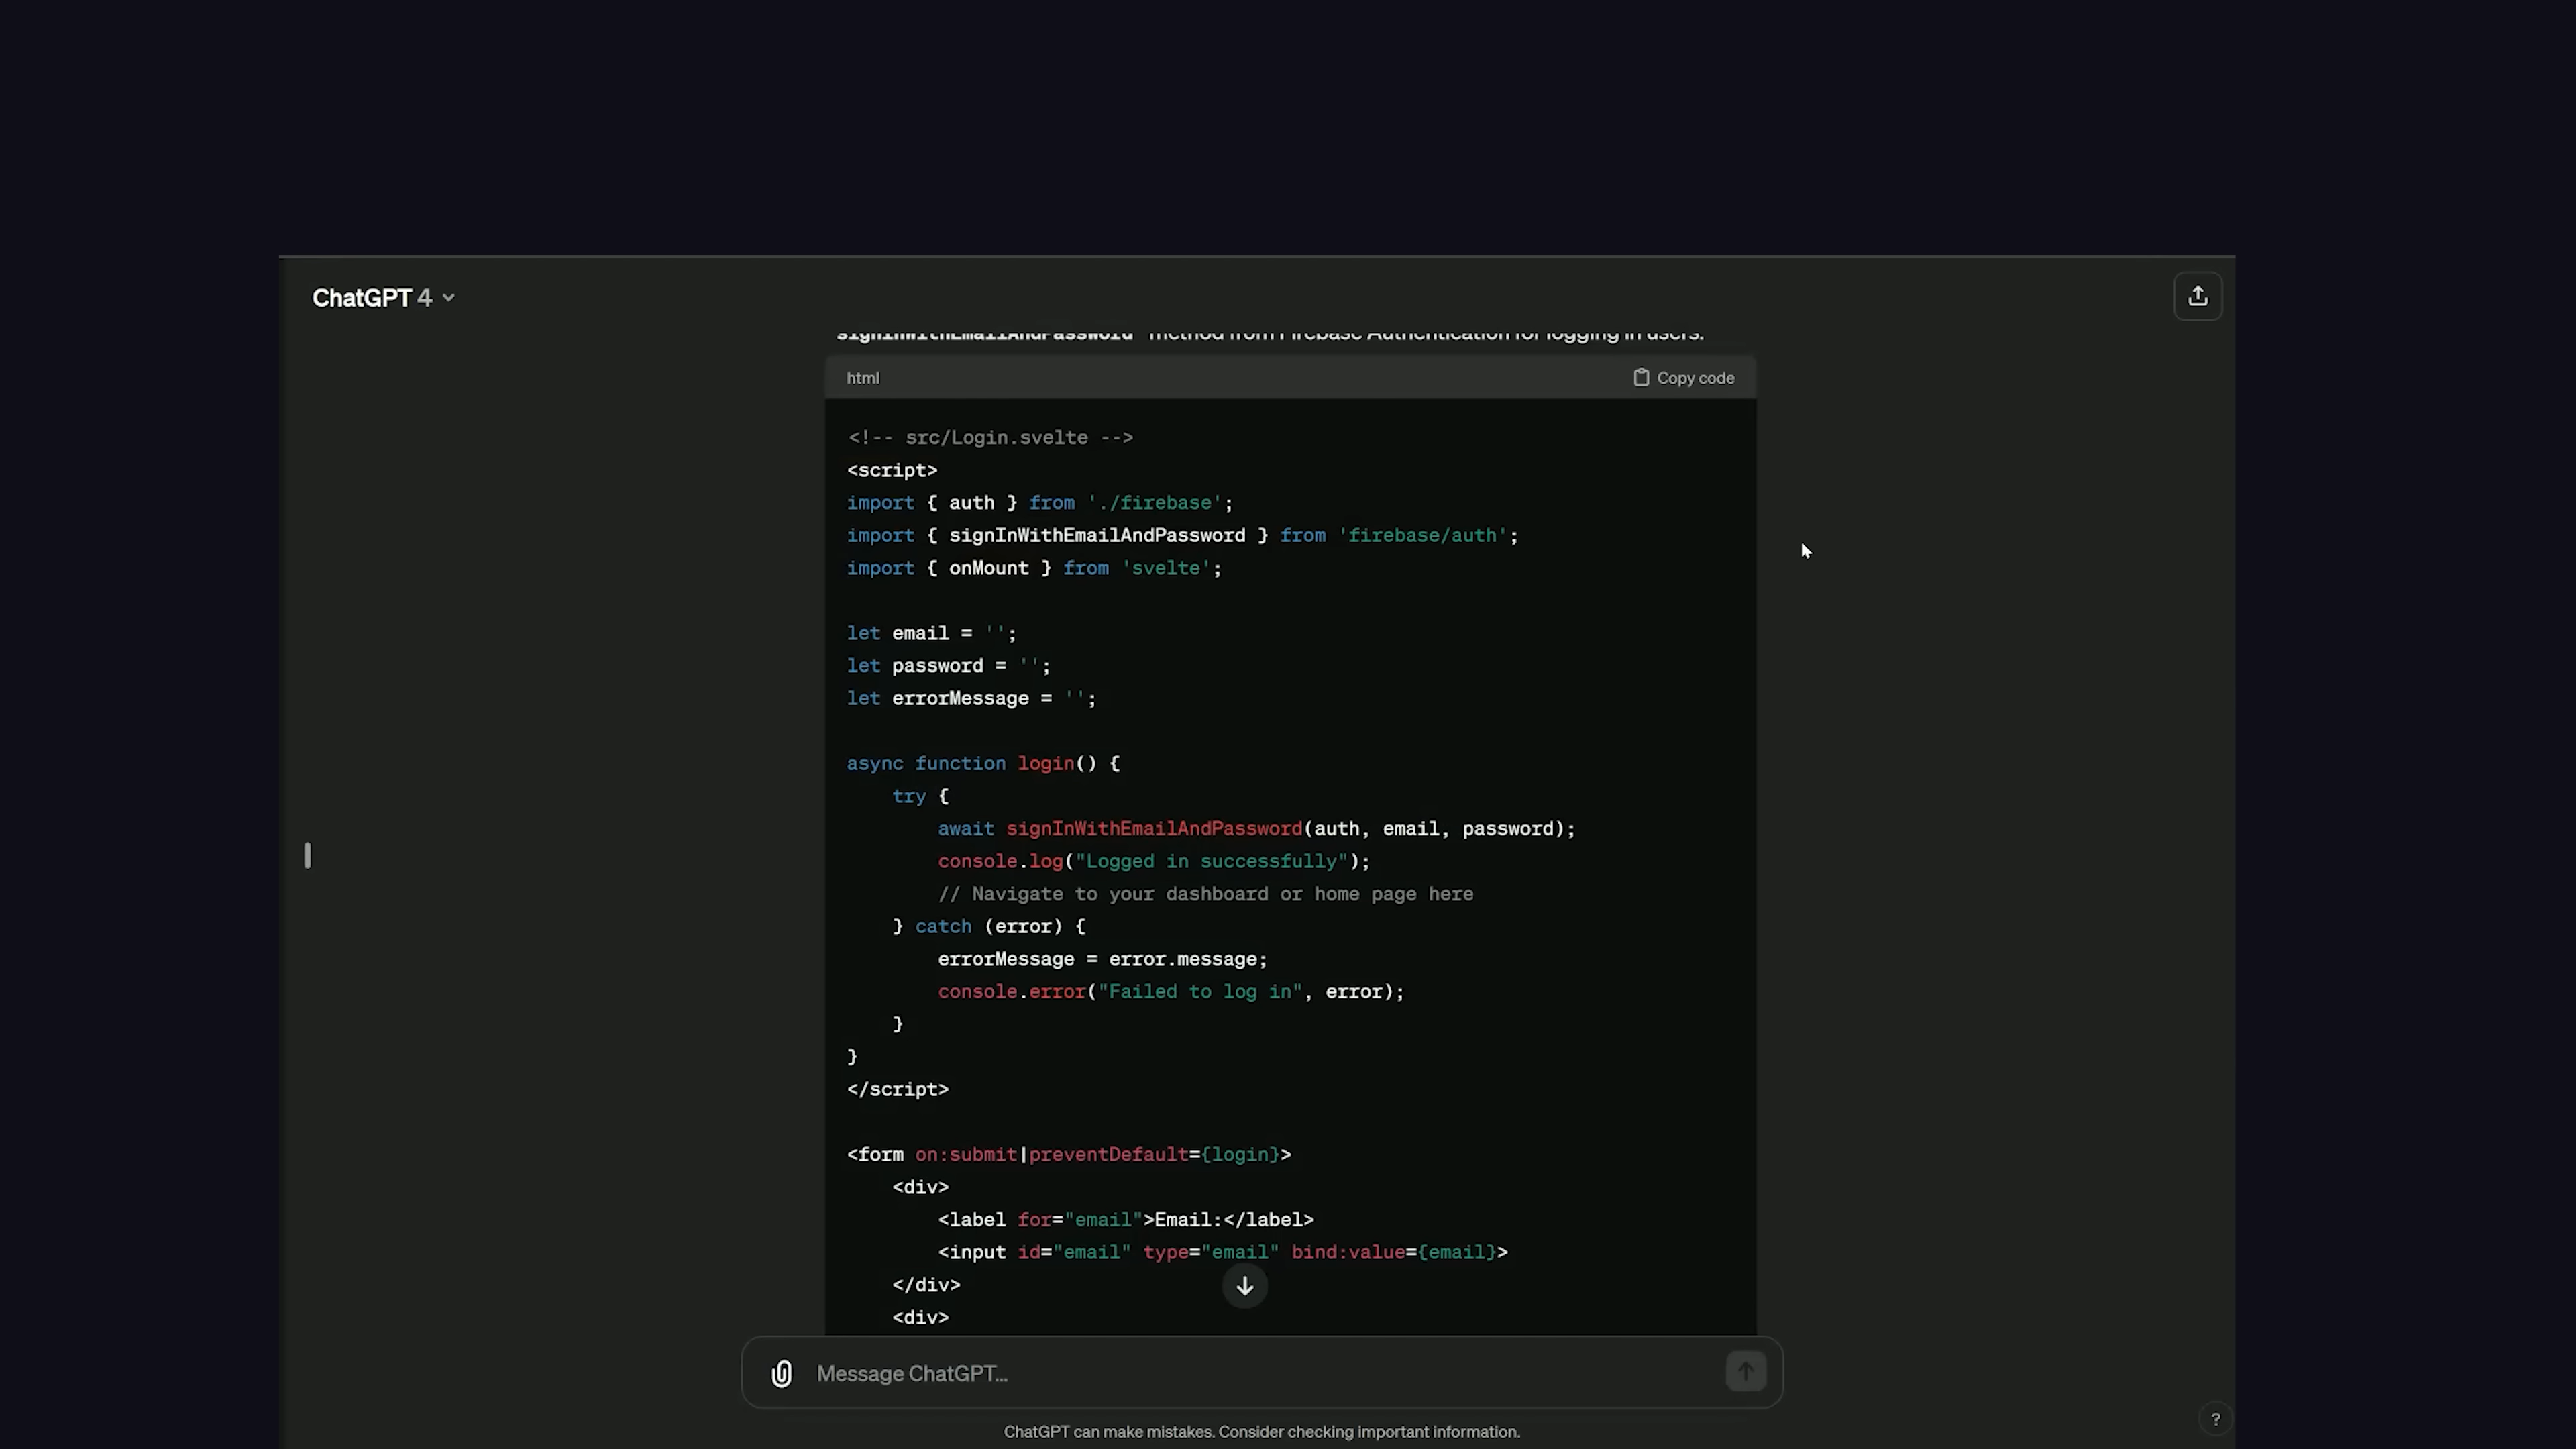 ChatGPT 4
signInWithEmailAndPassword method from Firebase Authentication for logging in users.
html
Copy code
<!-- src/Login.svelte -->
<script>
import { auth } from './firebase';
import { signInWithEmailAndPassword } from 'firebase/auth';
import { onMount } from 'svelte';
let email = '';
let password = '';
let errorMessage = '';
async function login() {
try {
await signInWithEmailAndPassword(auth, email, password);
console.log("Logged in successfully");
// Navigate to your dashboard or home page here
} catch (error) {
errorMessage = error.message;
console.error("Failed to log in", error);
}
}
</script>
<form on:submit|preventDefault={login}>
<div>
<label for="email">Email:</label>
<input id="email" type="email" bind:value={email}>
</div>
<div>
Message ChatGPT...
ChatGPT can make mistakes. Consider checking important information.
?